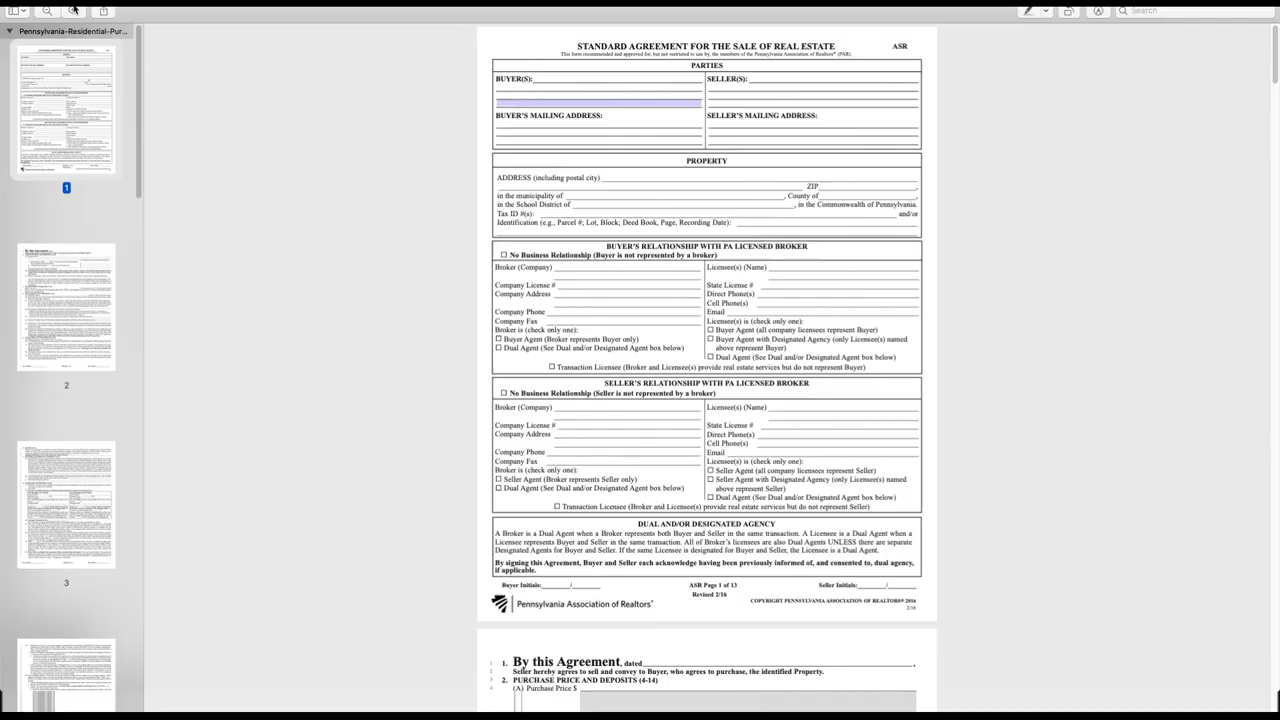 Search
Pennsylvania-Residential-Pur...
1
2
3
STANDARD AGREEMENT FOR THE SALE OF REAL ESTATE
ASR
This form recommended and approved for, but not restricted to use by, the members of the Pennsylvania Association of Realtors® (PAR)
PARTIES
BUYER(S):
SELLER(S):
BUYER'S MAILING ADDRESS:
SELLER'S MAILING ADDRESS:
PROPERTY
ADDRESS (including postal city)
ZIP ,
in the municipality of , County of ,
in the School District of , in the Commonwealth of Pennsylvania.
Tax ID #(s): and/or
Identification (e.g., Parcel #; Lot, Block; Deed Book, Page, Recording Date):
BUYER'S RELATIONSHIP WITH PA LICENSED BROKER
☐ No Business Relationship (Buyer is not represented by a broker)
Broker (Company)
Company License #
Company Address
Company Phone
Company Fax
Broker is (check only one):
☐ Buyer Agent (Broker represents Buyer only)
☐ Dual Agent (See Dual and/or Designated Agent box below)
Licensee(s) (Name)
State License #
Direct Phone(s)
Cell Phone(s)
Email
Licensee(s) is (check only one):
☐ Buyer Agent (all company licensees represent Buyer)
☐ Buyer Agent with Designated Agency (only Licensee(s) named
above represent Buyer)
☐ Dual Agent (See Dual and/or Designated Agent box below)
☐ Transaction Licensee (Broker and Licensee(s) provide real estate services but do not represent Buyer)
SELLER'S RELATIONSHIP WITH PA LICENSED BROKER
☐ No Business Relationship (Seller is not represented by a broker)
Broker (Company)
Company License #
Company Address
Company Phone
Company Fax
Broker is (check only one):
☐ Seller Agent (Broker represents Seller only)
☐ Dual Agent (See Dual and/or Designated Agent box below)
Licensee(s) (Name)
State License #
Direct Phone(s)
Cell Phone(s)
Email
Licensee(s) is (check only one):
☐ Seller Agent (all company licensees represent Seller)
☐ Seller Agent with Designated Agency (only Licensee(s) named
above represent Seller)
☐ Dual Agent (See Dual and/or Designated Agent box below)
☐ Transaction Licensee (Broker and Licensee(s) provide real estate services but do not represent Seller)
DUAL AND/OR DESIGNATED AGENCY
A Broker is a Dual Agent when a Broker represents both Buyer and Seller in the same transaction. A Licensee is a Dual Agent when a
Licensee represents Buyer and Seller in the same transaction. All of Broker's licensees are also Dual Agents UNLESS there are separate
Designated Agents for Buyer and Seller. If the same Licensee is designated for Buyer and Seller, the Licensee is a Dual Agent.
By signing this Agreement, Buyer and Seller each acknowledge having been previously informed of, and consented to, dual agency,
if applicable.
Buyer Initials: /
ASR Page 1 of 13
Seller Initials: /
Revised 2/16
Pennsylvania Association of Realtors®
COPYRIGHT PENNSYLVANIA ASSOCIATION OF REALTORS® 2016
2/16
By this Agreement, dated ,
Seller hereby agrees to sell and convey to Buyer, who agrees to purchase, the identified Property.
2. PURCHASE PRICE AND DEPOSITS (4-14)
(A) Purchase Price $